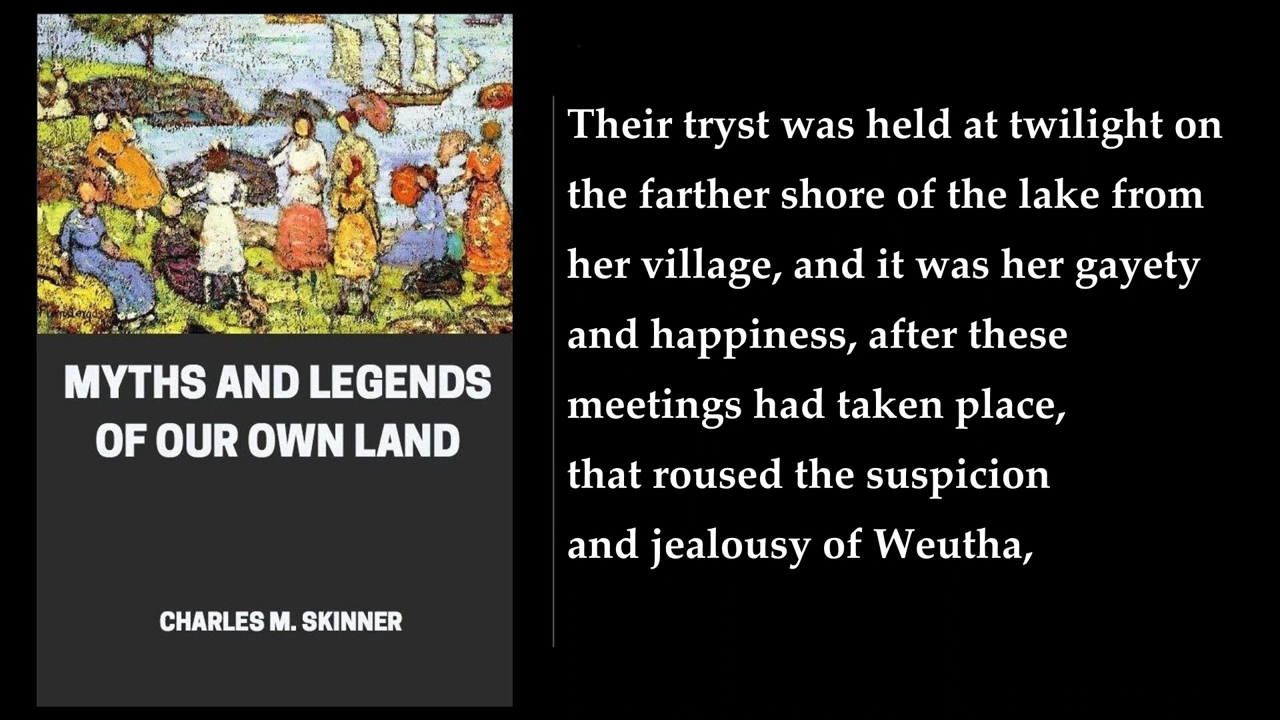 MYTHS AND LEGENDS
OF OUR OWN LAND
CHARLES M. SKINNER
Their tryst was held at twilight on
the farther shore of the lake from
her village, and it was her gayety
and happiness, after these
meetings had taken place,
that roused the suspicion
and jealousy of Weutha,